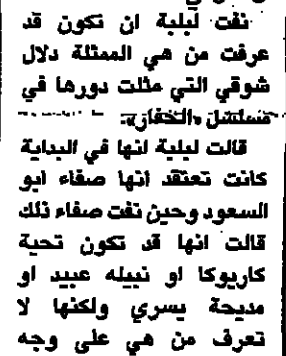 نفت لبلبة ان تكون قد
عرفت من هي الممثلة دلال
شوقي التي مثلت دورها في
مسلسل «الحفار».
قالت لبلبة انها في البداية
كانت تعتقد انها صفاء ابو
السعود وحين نفت صفاء ذلك
قالت انها قد تكون تحية
كاريوكا او نبيله عبيد او
مديحة يسري ولكنها لا
تعرف من هي على وجه